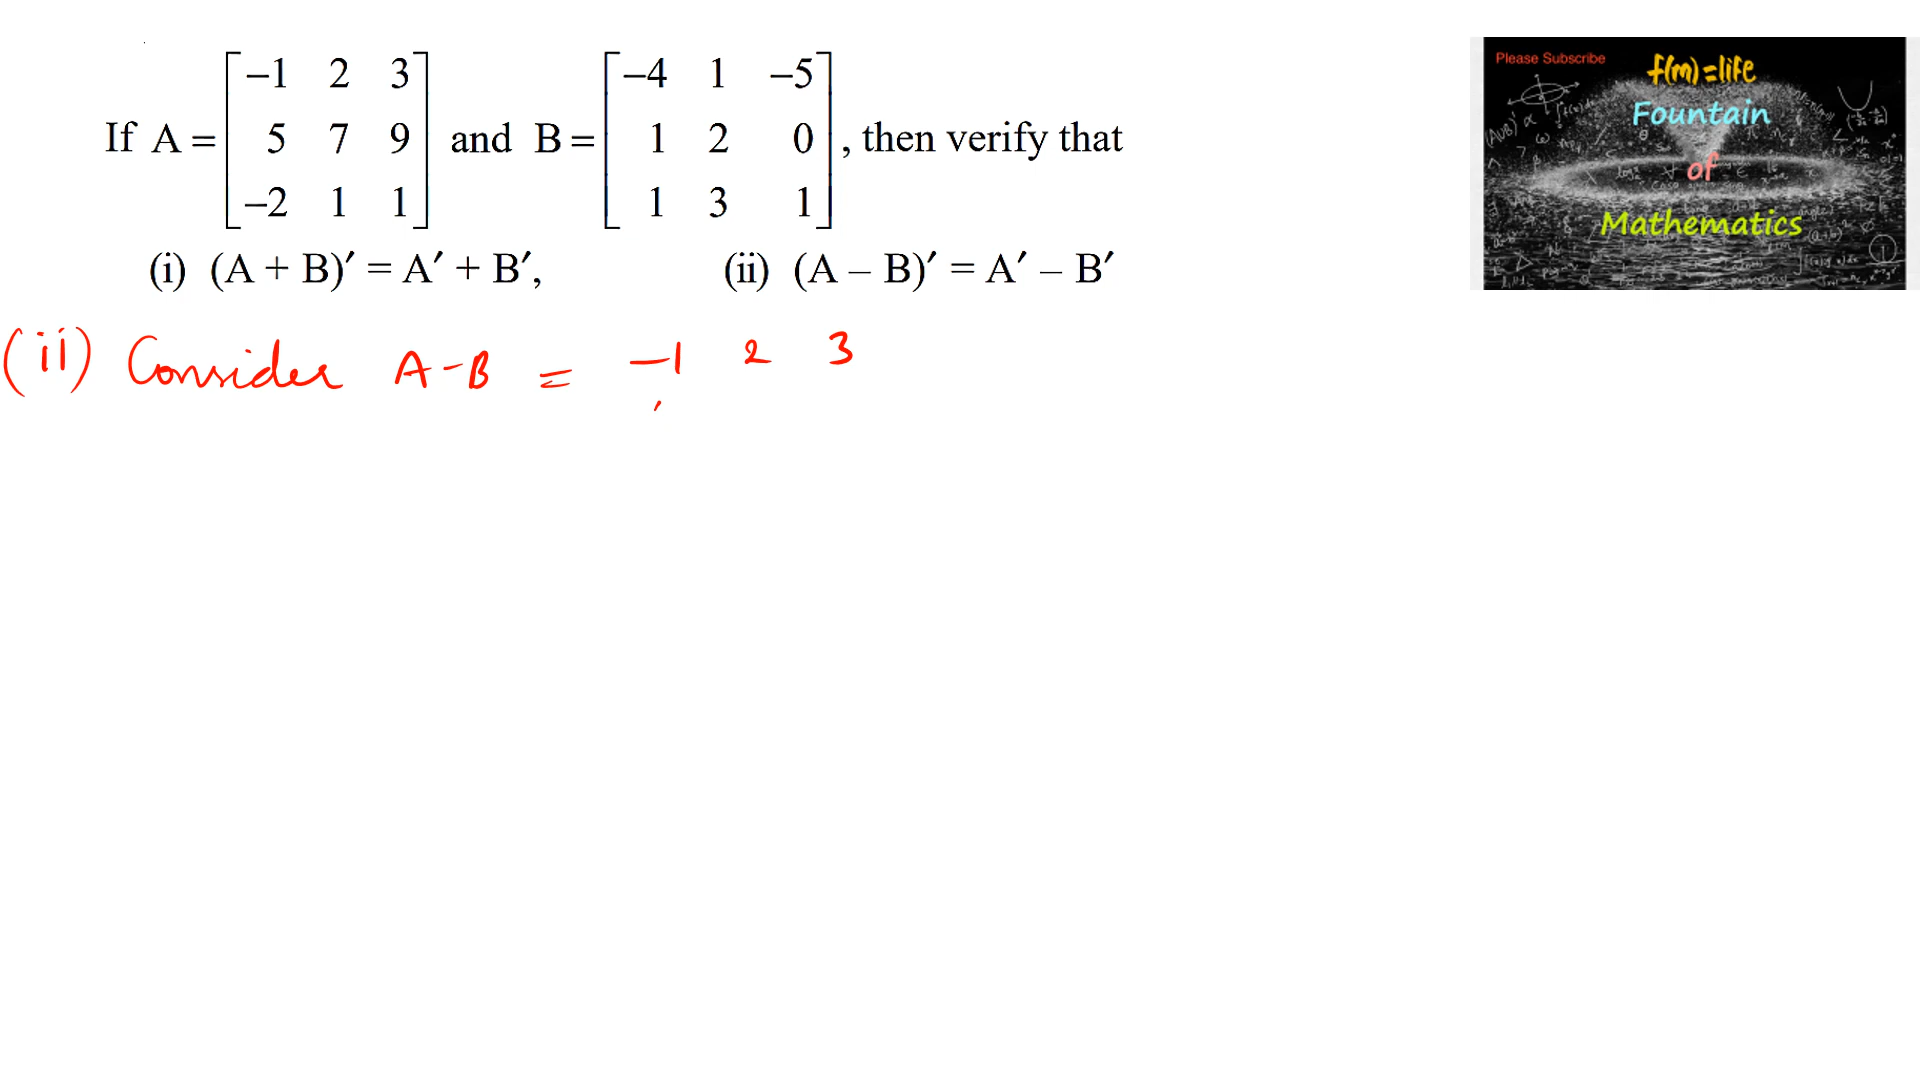 If A = [ −1 2 3 ; 5 7 9 ; −2 1 1 ] and B = [ −4 1 −5 ; 1 2 0 ; 1 3 1 ] , then verify that
(i) (A + B)′ = A′ + B′, (ii) (A – B)′ = A′ – B′
(ii) Consider A-B = -1 2 3
Please Subscribe
f(m)=life
Fountain
of
Mathematics